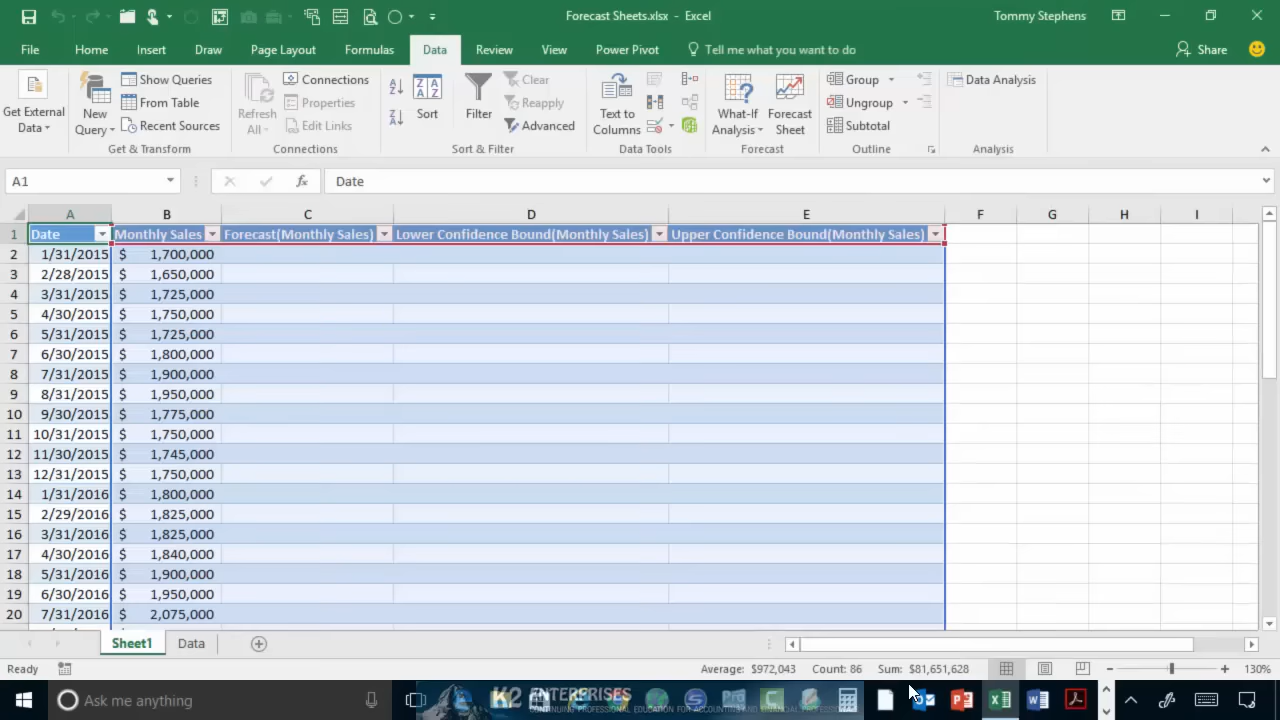 Forecast Sheets.xlsx - Excel
Tommy Stephens
File Home Insert Draw Page Layout Formulas Data Review View Power Pivot Tell me what you want to do Share
Get External Data
New Query
Show Queries
From Table
Recent Sources
Get & Transform
Refresh All
Connections
Properties
Edit Links
Connections
Sort
Filter
Clear
Reapply
Advanced
Sort & Filter
Text to Columns
Data Tools
What-If Analysis
Forecast Sheet
Forecast
Group
Ungroup
Subtotal
Outline
Data Analysis
Analysis
A1 fx Date
A B C D E F G H I
1 Date Monthly Sales Forecast(Monthly Sales) Lower Confidence Bound(Monthly Sales) Upper Confidence Bound(Monthly Sales)
2 1/31/2015 $ 1,700,000
3 2/28/2015 $ 1,650,000
4 3/31/2015 $ 1,725,000
5 4/30/2015 $ 1,750,000
6 5/31/2015 $ 1,725,000
7 6/30/2015 $ 1,800,000
8 7/31/2015 $ 1,900,000
9 8/31/2015 $ 1,950,000
10 9/30/2015 $ 1,775,000
11 10/31/2015 $ 1,750,000
12 11/30/2015 $ 1,745,000
13 12/31/2015 $ 1,750,000
14 1/31/2016 $ 1,800,000
15 2/29/2016 $ 1,825,000
16 3/31/2016 $ 1,825,000
17 4/30/2016 $ 1,840,000
18 5/31/2016 $ 1,900,000
19 6/30/2016 $ 1,950,000
20 7/31/2016 $ 2,075,000
Sheet1 Data
Ready Average: $972,043 Count: 86 Sum: $81,651,628 130%
Ask me anything
K2 ENTERPRISES
CONTINUING PROFESSIONAL EDUCATION FOR ACCOUNTING AND FINANCIAL PROFESSIONALS